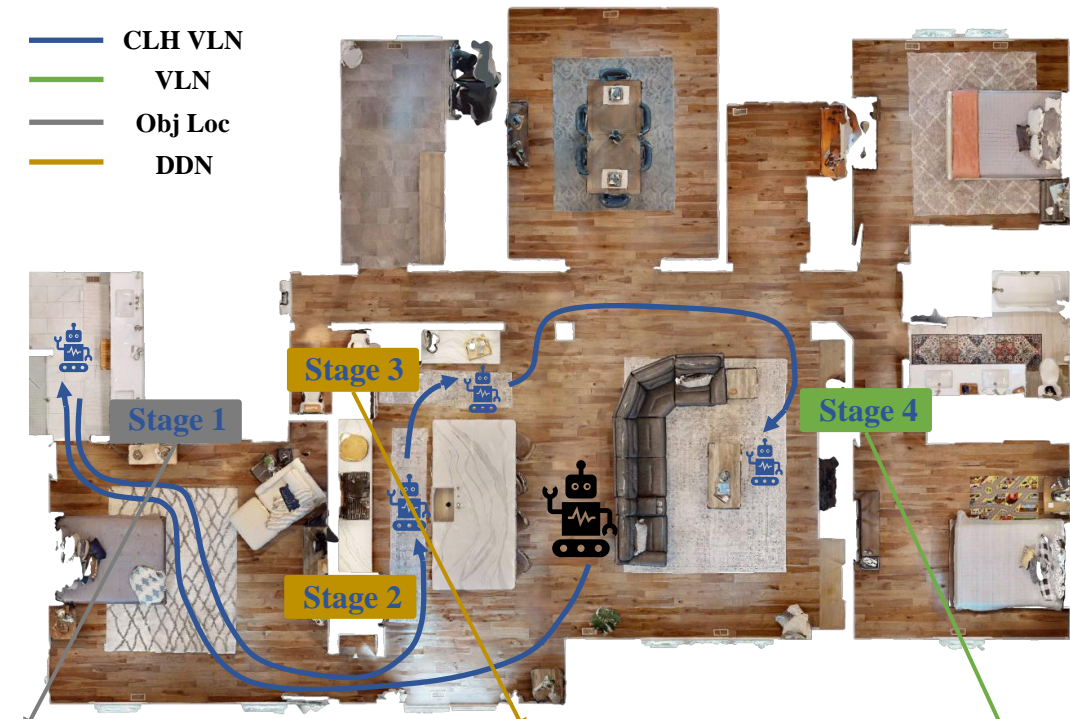 CLH VLN
VLN
Obj Loc
DDN
Stage 3
Stage 1
Stage 4
Stage 2